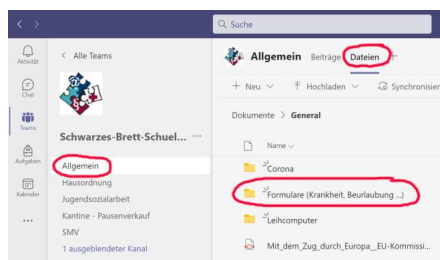 Suche
Aktivität
Chat
Teams
Aufgaben
Kalender
Alle Teams
Schwarzes-Brett-Schuel... ...
Allgemein
Hausordnung
Jugendsozialarbeit
Kantine - Pausenverkauf
SMV
1 ausgeblendeter Kanal
Allgemein Beiträge Dateien +
+ Neu Hochladen Synchronisier
Dokumente > General
Name
Corona
Formulare (Krankheit, Beurlaubung ...)
Leihcomputer
Mit_dem_Zug_durch_Europa__EU-Kommissi...